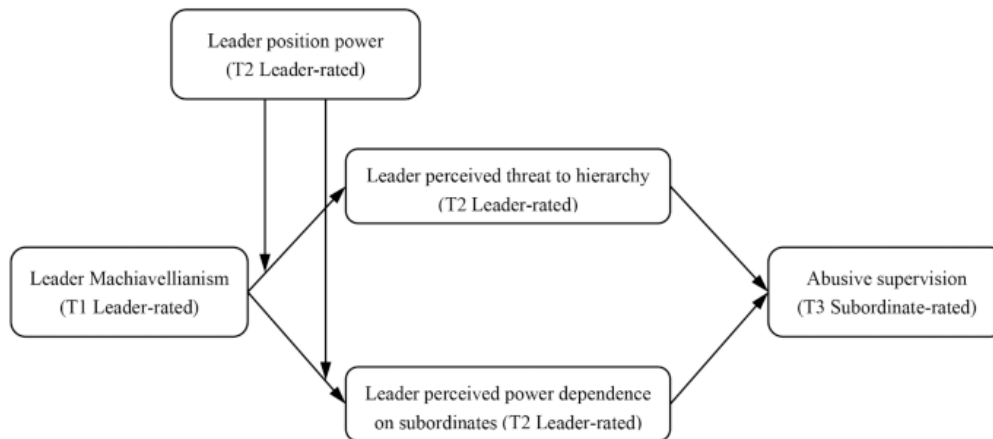 Leader position power
(T2 Leader-rated)
Leader perceived threat to hierarchy
(T2 Leader-rated)
Leader Machiavellianism
(T1 Leader-rated)
Abusive supervision
(T3 Subordinate-rated)
Leader perceived power dependence
on subordinates (T2 Leader-rated)